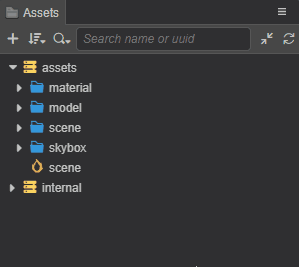 Assets
Search name or uuid
assets
material
model
scene
skybox
scene
internal